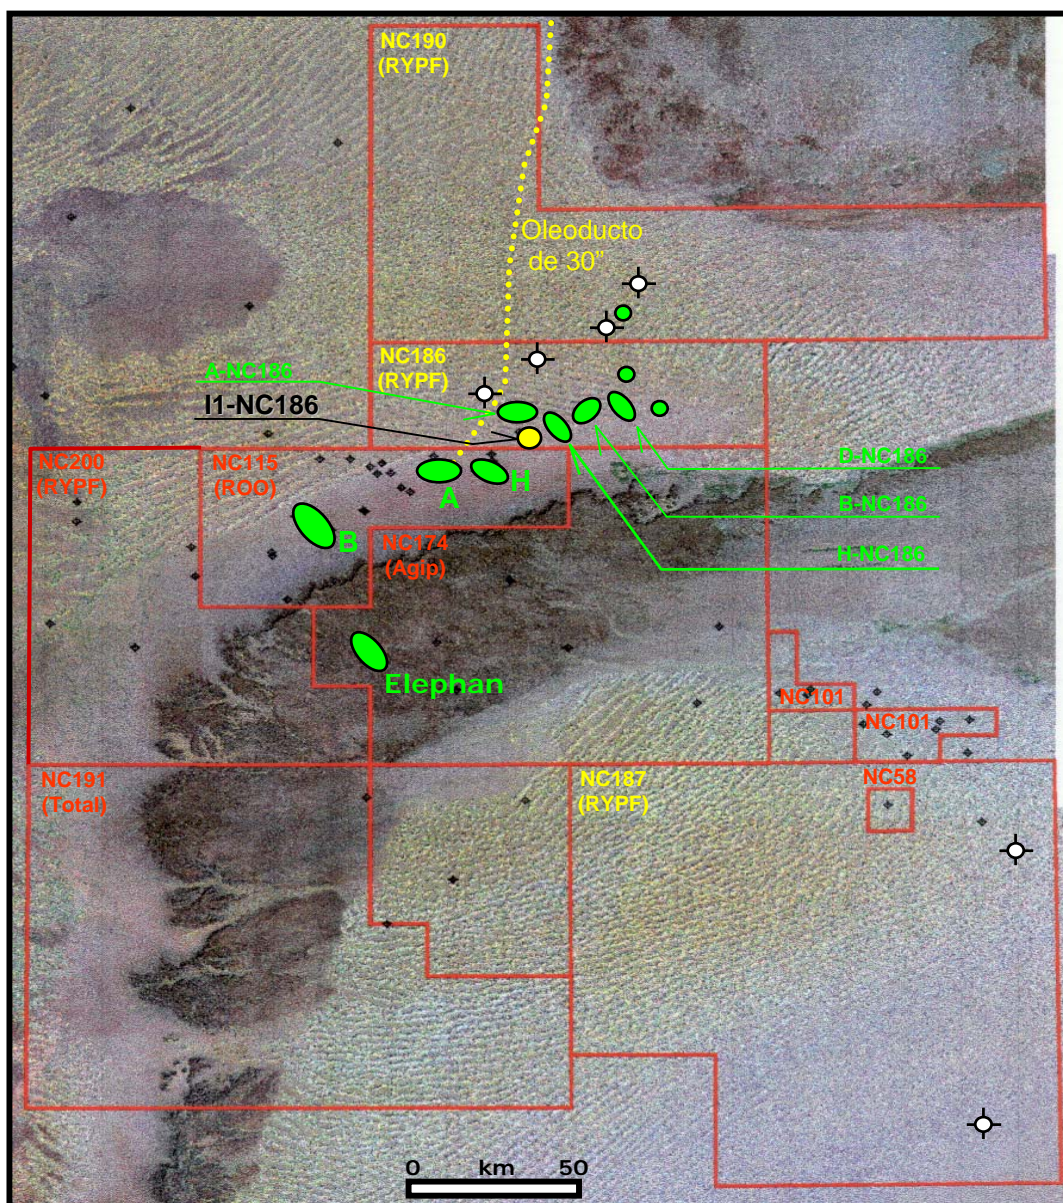 NC190
(RYPF)
Oleoducto
de 30”
NC186
(RYPF)
A-NC186
I1-NC186
NC200
(RYPF)
NC115
(ROO)
A
H
D-NC186
B-NC186
H-NC186
B
NC174
(Agip)
Elephan
NC101
NC101
NC191
(Total)
NC187
(RYPF)
NC58
0 km 50